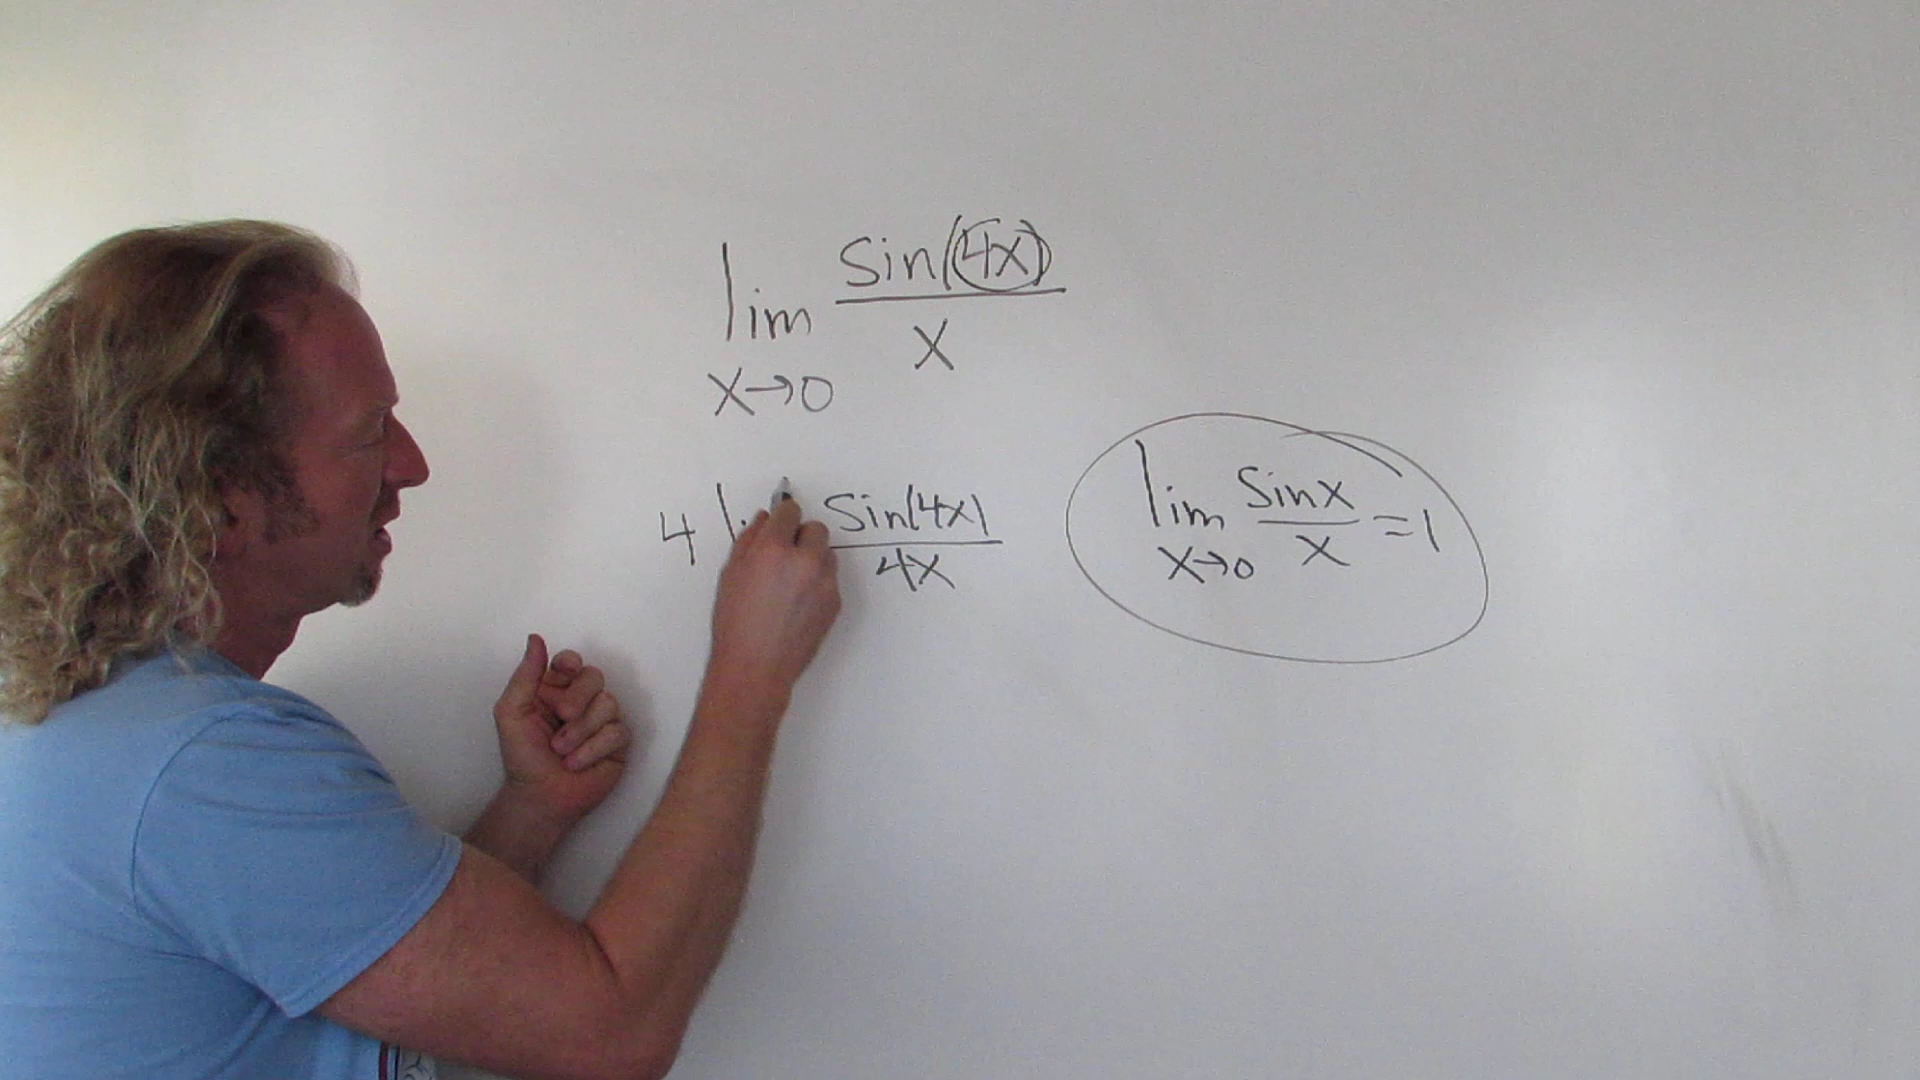 lim sin(4x)
x
x→0
4 sin(4x)
4x
lim sinx = 1
x
x→0